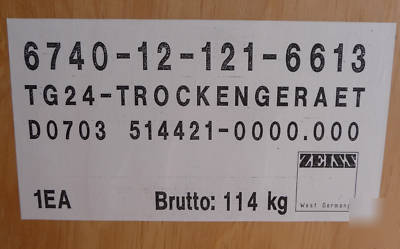 6740-12-121-6613
TG24-TROCKENGERAET
D0703 514421-0000.000
ZEISS
West Germany
1EA Brutto: 114 kg